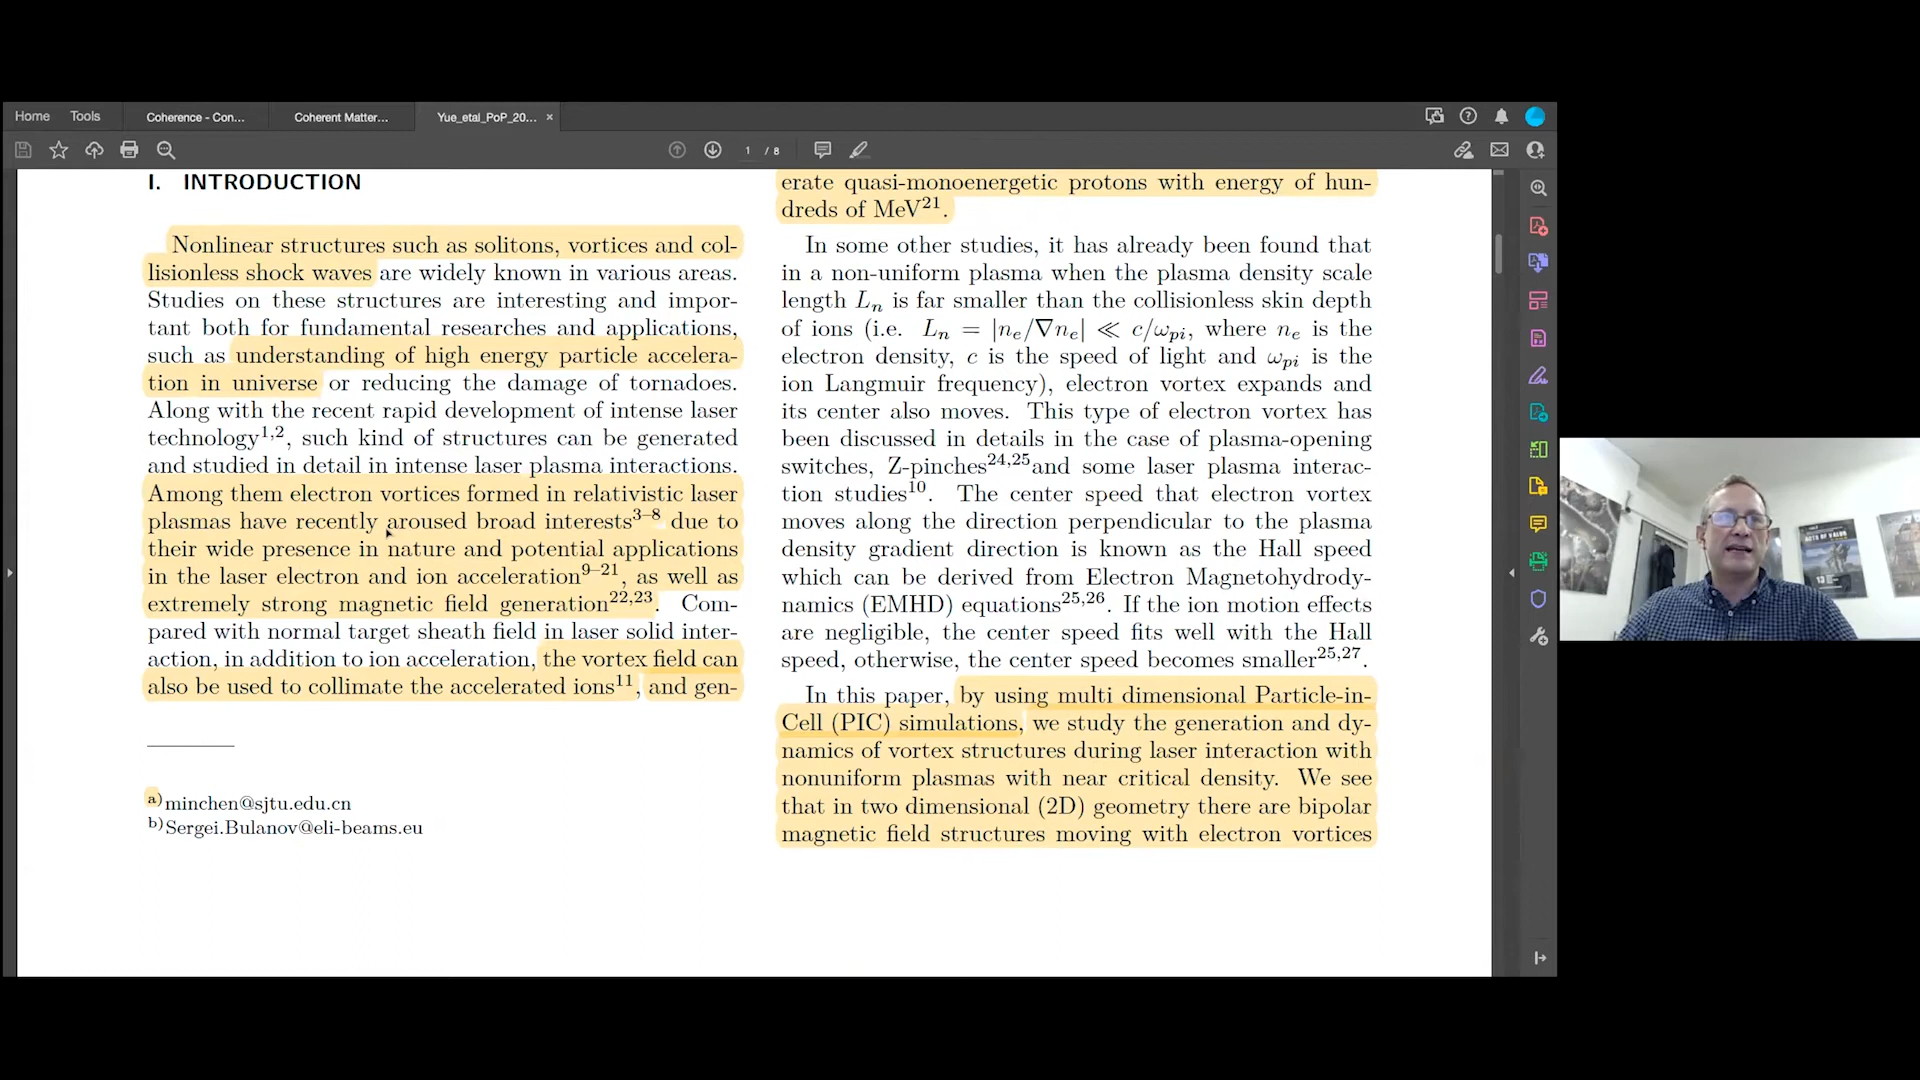 Home Tools Coherence - Con... Coherent Matter... Yue_etal_PoP_20... ×
1 / 8
I. INTRODUCTION
Nonlinear structures such as solitons, vortices and col-
lisionless shock waves are widely known in various areas.
Studies on these structures are interesting and impor-
tant both for fundamental researches and applications,
such as understanding of high energy particle accelera-
tion in universe or reducing the damage of tornadoes.
Along with the recent rapid development of intense laser
technology1,2, such kind of structures can be generated
and studied in detail in intense laser plasma interactions.
Among them electron vortices formed in relativistic laser
plasmas have recently aroused broad interests3–8 due to
their wide presence in nature and potential applications
in the laser electron and ion acceleration9–21, as well as
extremely strong magnetic field generation22,23. Com-
pared with normal target sheath field in laser solid inter-
action, in addition to ion acceleration, the vortex field can
also be used to collimate the accelerated ions11, and gen-
a)minchen@sjtu.edu.cn
b)Sergei.Bulanov@eli-beams.eu
erate quasi-monoenergetic protons with energy of hun-
dreds of MeV21.
In some other studies, it has already been found that
in a non-uniform plasma when the plasma density scale
length Ln is far smaller than the collisionless skin depth
of ions (i.e. Ln = |ne/∇ne| ≪ c/ωpi, where ne is the
electron density, c is the speed of light and ωpi is the
ion Langmuir frequency), electron vortex expands and
its center also moves. This type of electron vortex has
been discussed in details in the case of plasma-opening
switches, Z-pinches24,25and some laser plasma interac-
tion studies10. The center speed that electron vortex
moves along the direction perpendicular to the plasma
density gradient direction is known as the Hall speed
which can be derived from Electron Magnetohydrody-
namics (EMHD) equations25,26. If the ion motion effects
are negligible, the center speed fits well with the Hall
speed, otherwise, the center speed becomes smaller25,27.
In this paper, by using multi dimensional Particle-in-
Cell (PIC) simulations, we study the generation and dy-
namics of vortex structures during laser interaction with
nonuniform plasmas with near critical density. We see
that in two dimensional (2D) geometry there are bipolar
magnetic field structures moving with electron vortices
ACTS OF VALOR